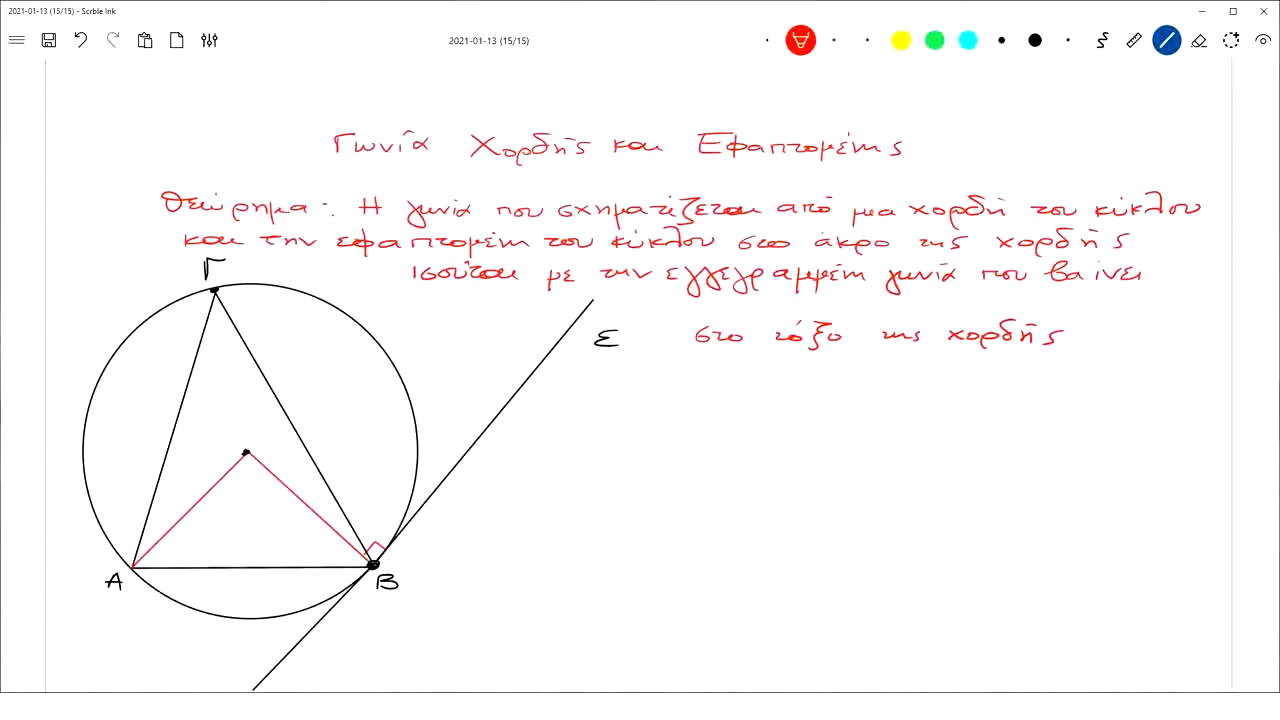 2021-01-13 (15/15) - Scrble Ink
2021-01-13 (15/15)
Γωνία Χορδής και Εφαπτομένης
Θεώρημα: Η γωνία που σχηματίζεται από μια χορδή του κύκλου
και την εφαπτομένη του κύκλου στο άκρο της χορδής
ισούται με την εγγεγραμμένη γωνία που βαίνει
στο τόξο της χορδής
Γ
ε
Α
Β